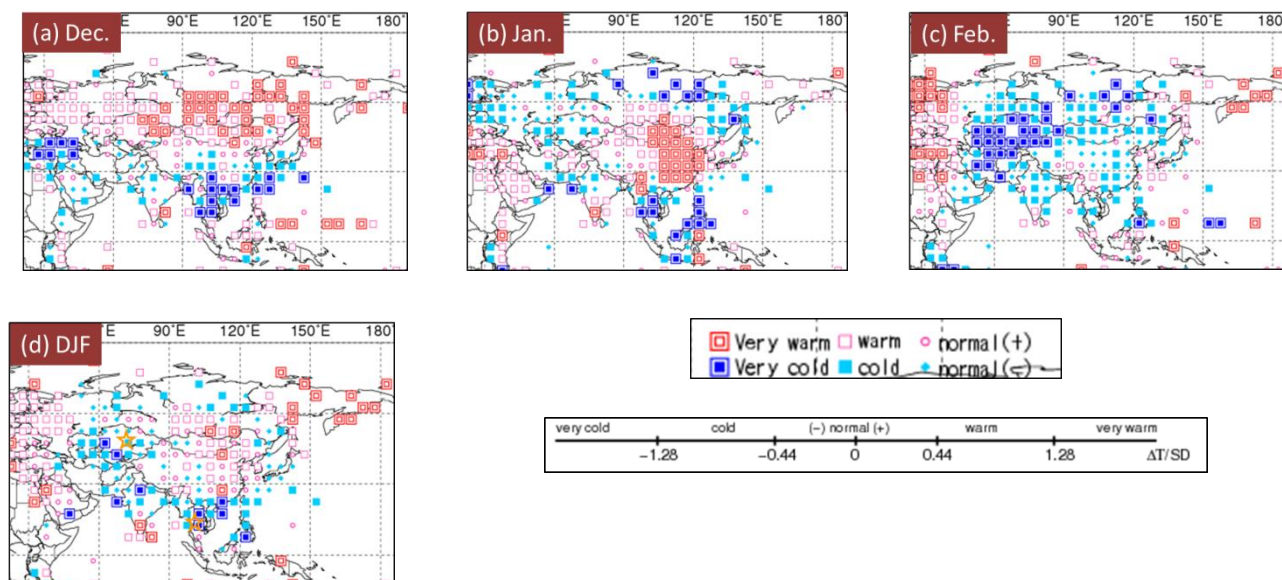 (a) Dec.
90°E 120°E 150°E 180°
(b) Jan.
90°E 120°E 150°E 180°
(c) Feb.
90°E 120°E 150°E 180°
(d) DJF
°E 90°E 120°E 150°E 180°
Very warm warm normal(+)
Very cold cold normal(-)
very cold cold (-) normal (+) warm very warm
-1.28 -0.44 0 0.44 1.28 ΔT/SD